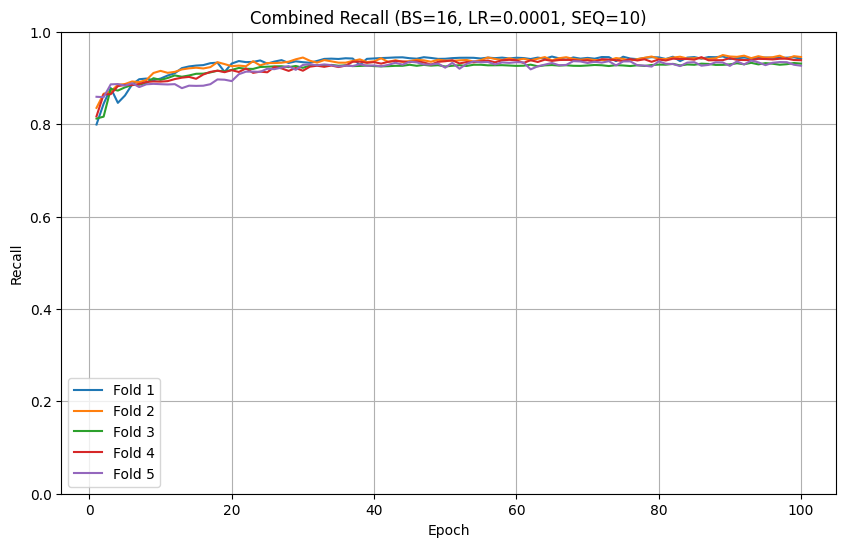 Combined Recall (BS=16, LR=0.0001, SEQ=10)
1.0
0.8
0.6
0.4
0.2
0.0
Recall
Fold 1
Fold 2
Fold 3
Fold 4
Fold 5
0 20 40 60 80 100
Epoch